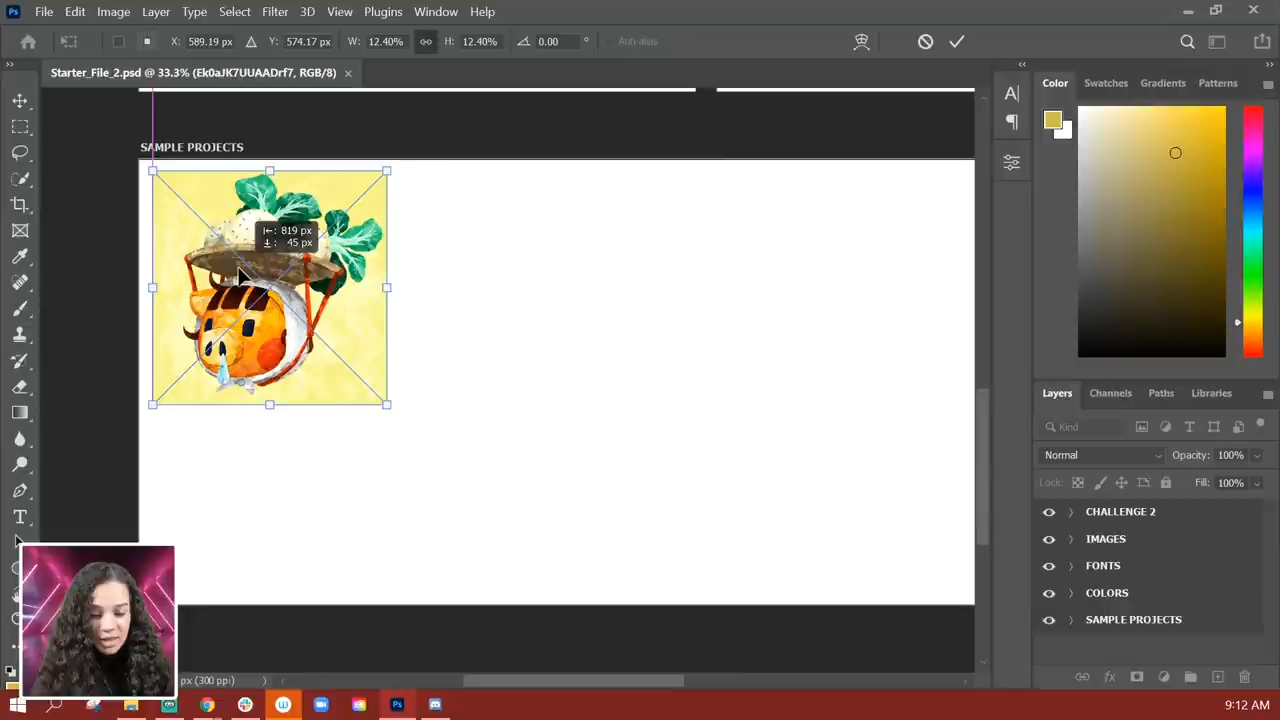 Ps File Edit Image Layer Type Select Filter 3D View Plugins Window Help
X: 589.19 px Y: 574.17 px W: 12.40% H: 12.40% 0.00 ° Anti-alias
Starter_File_2.psd @ 33.3% (Ek0aJK7UUAADrf7, RGB/8) ×
Color Swatches Gradients Patterns
SAMPLE PROJECTS
819 px
45 px
Layers Channels Paths Libraries
Kind
Normal Opacity: 100%
Lock: Fill: 100%
CHALLENGE 2
IMAGES
FONTS
COLORS
SAMPLE PROJECTS
px (300 ppi)
Ps
9:12 AM